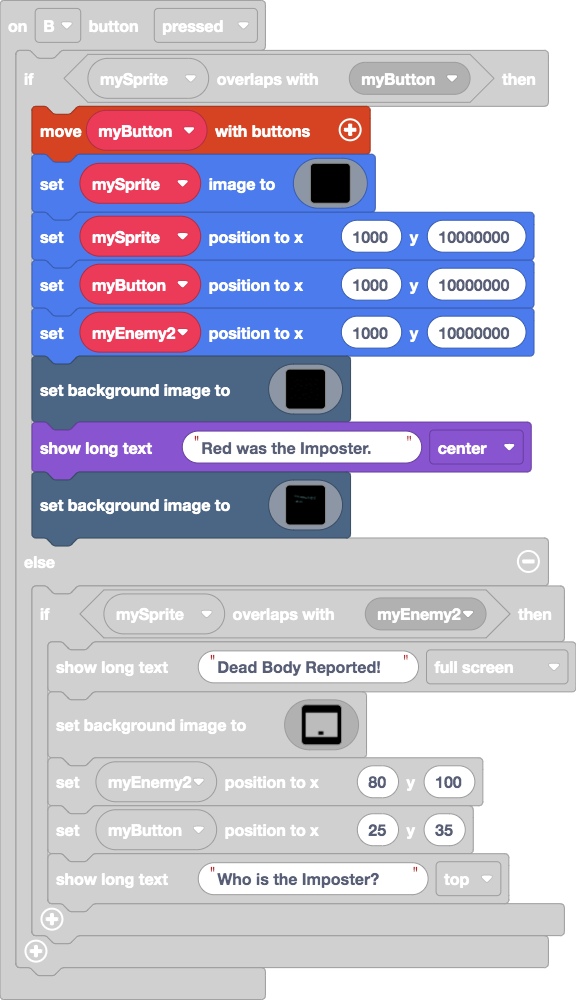 on B button pressed
if mySprite overlaps with myButton then
move myButton with buttons
set mySprite image to
set mySprite position to x 1000 y 10000000
set myButton position to x 1000 y 10000000
set myEnemy2 position to x 1000 y 10000000
set background image to
show long text "Red was the Imposter." center
set background image to
else
if mySprite overlaps with myEnemy2 then
show long text "Dead Body Reported!" full screen
set background image to
set myEnemy2 position to x 80 y 100
set myButton position to x 25 y 35
show long text "Who is the Imposter?" top